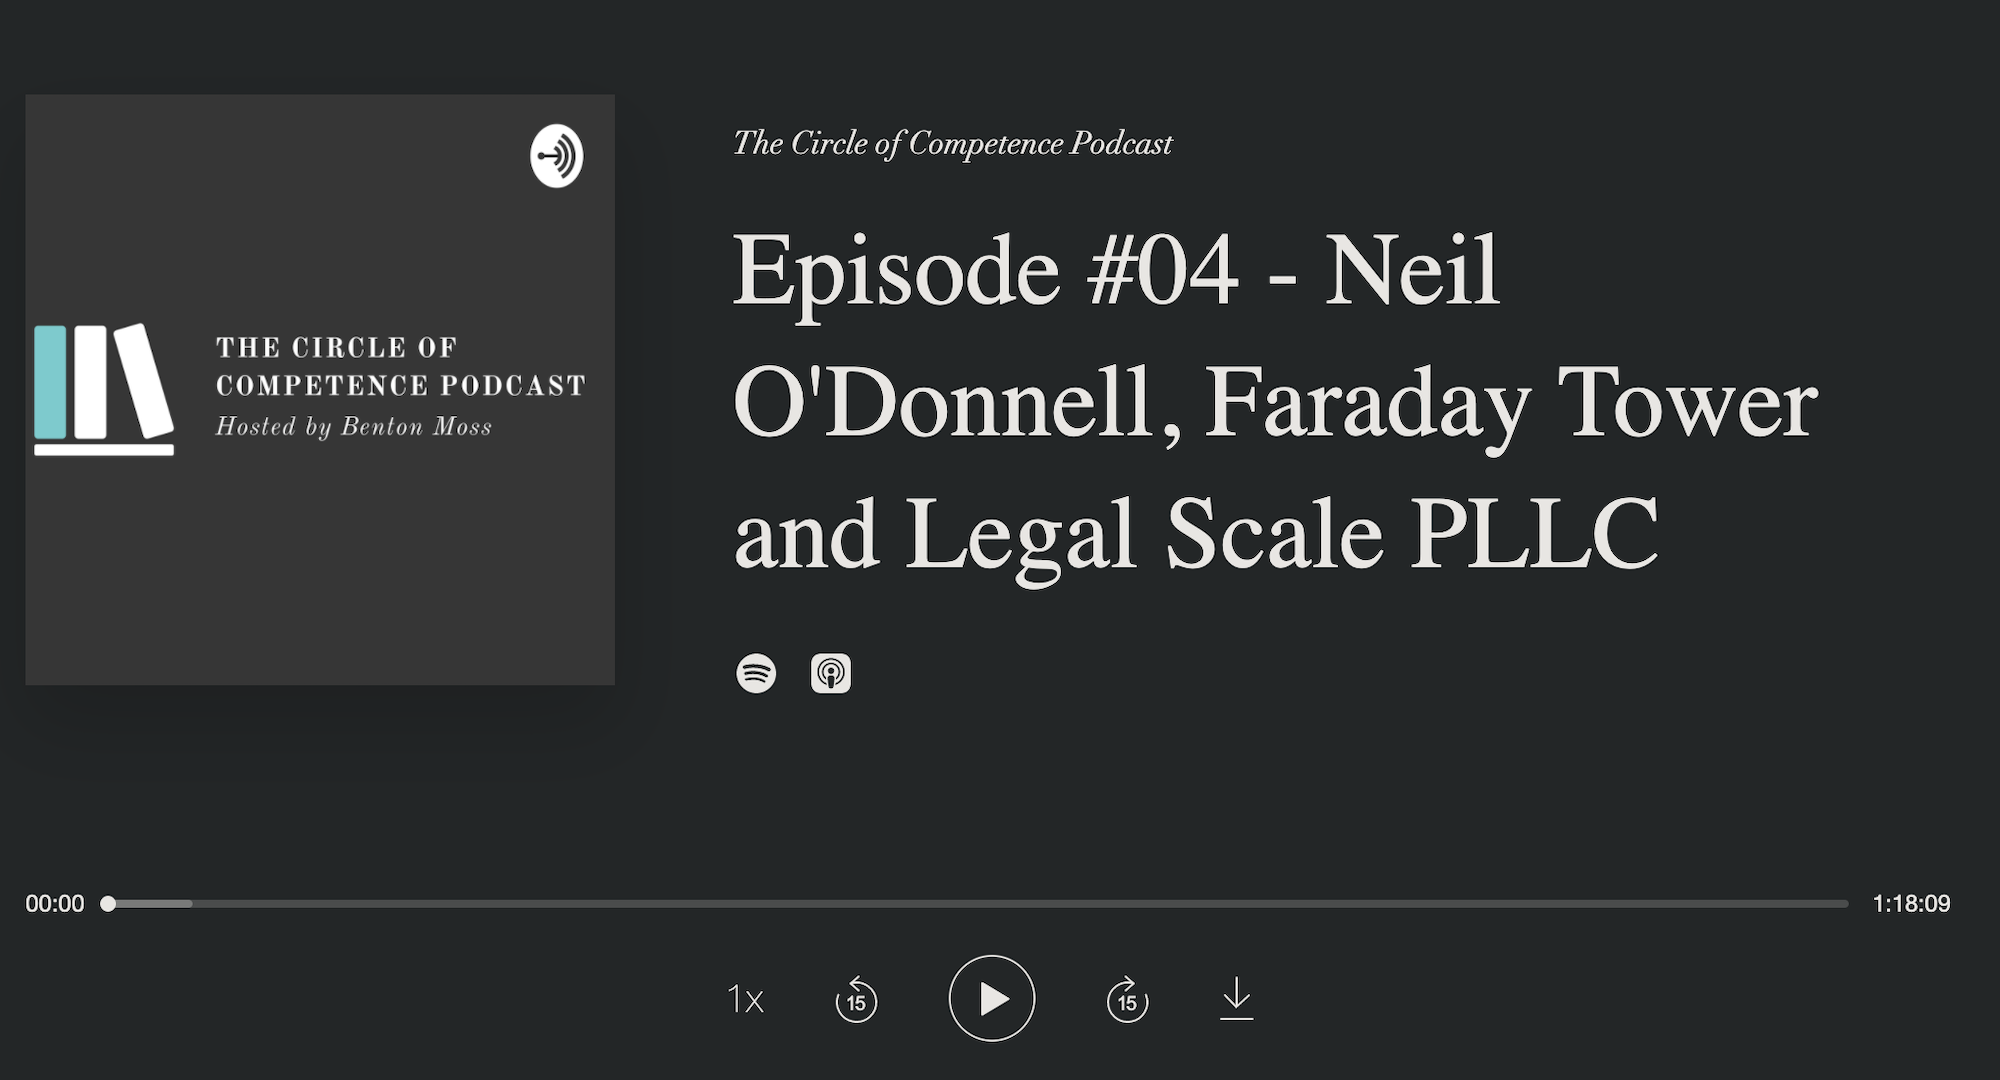 THE CIRCLE OF
COMPETENCE PODCAST
Hosted by Benton Moss
The Circle of Competence Podcast
Episode #04 - Neil
O'Donnell, Faraday Tower
and Legal Scale PLLC
00:00
1:18:09
1x
15
15